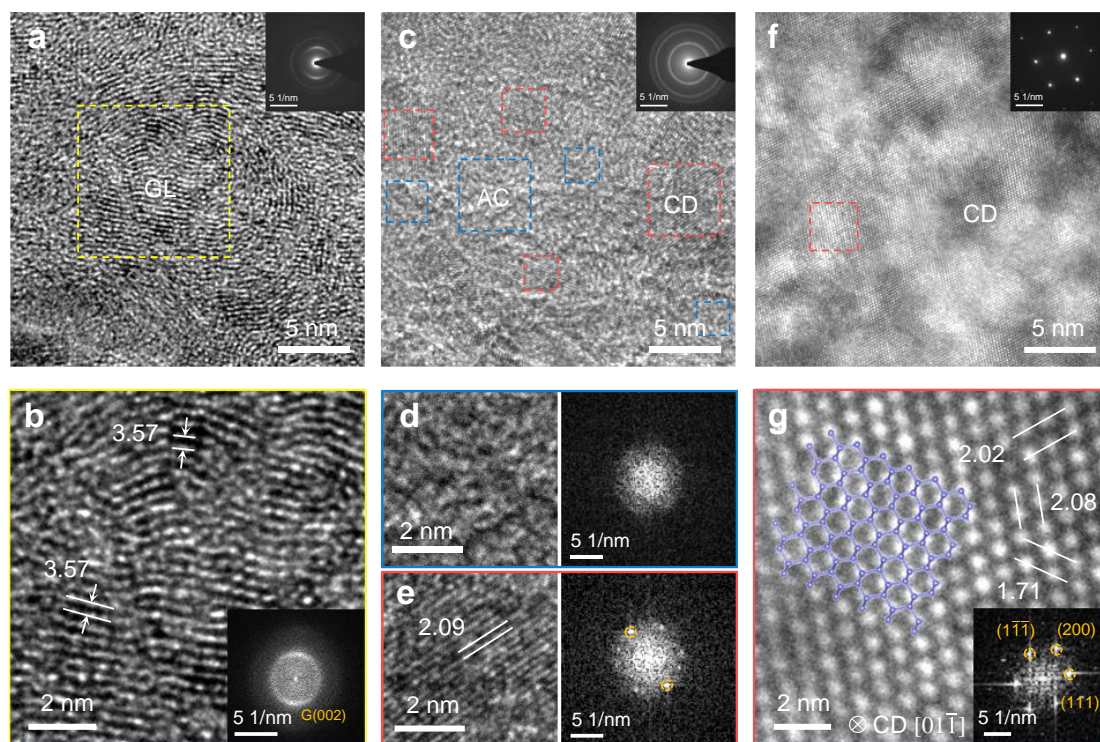 a
5 1/nm
GL
5 nm
c
5 1/nm
AC
CD
5 nm
f
5 1/nm
CD
5 nm
b
3.57
3.57
2 nm
G(002)
5 1/nm
d
2 nm
5 1/nm
e
2.09
2 nm
5 1/nm
g
2.02
2.08
1.71
2 nm
⊗ CD [011̅]
(11̅1̅)
(200)
(111)
5 1/nm